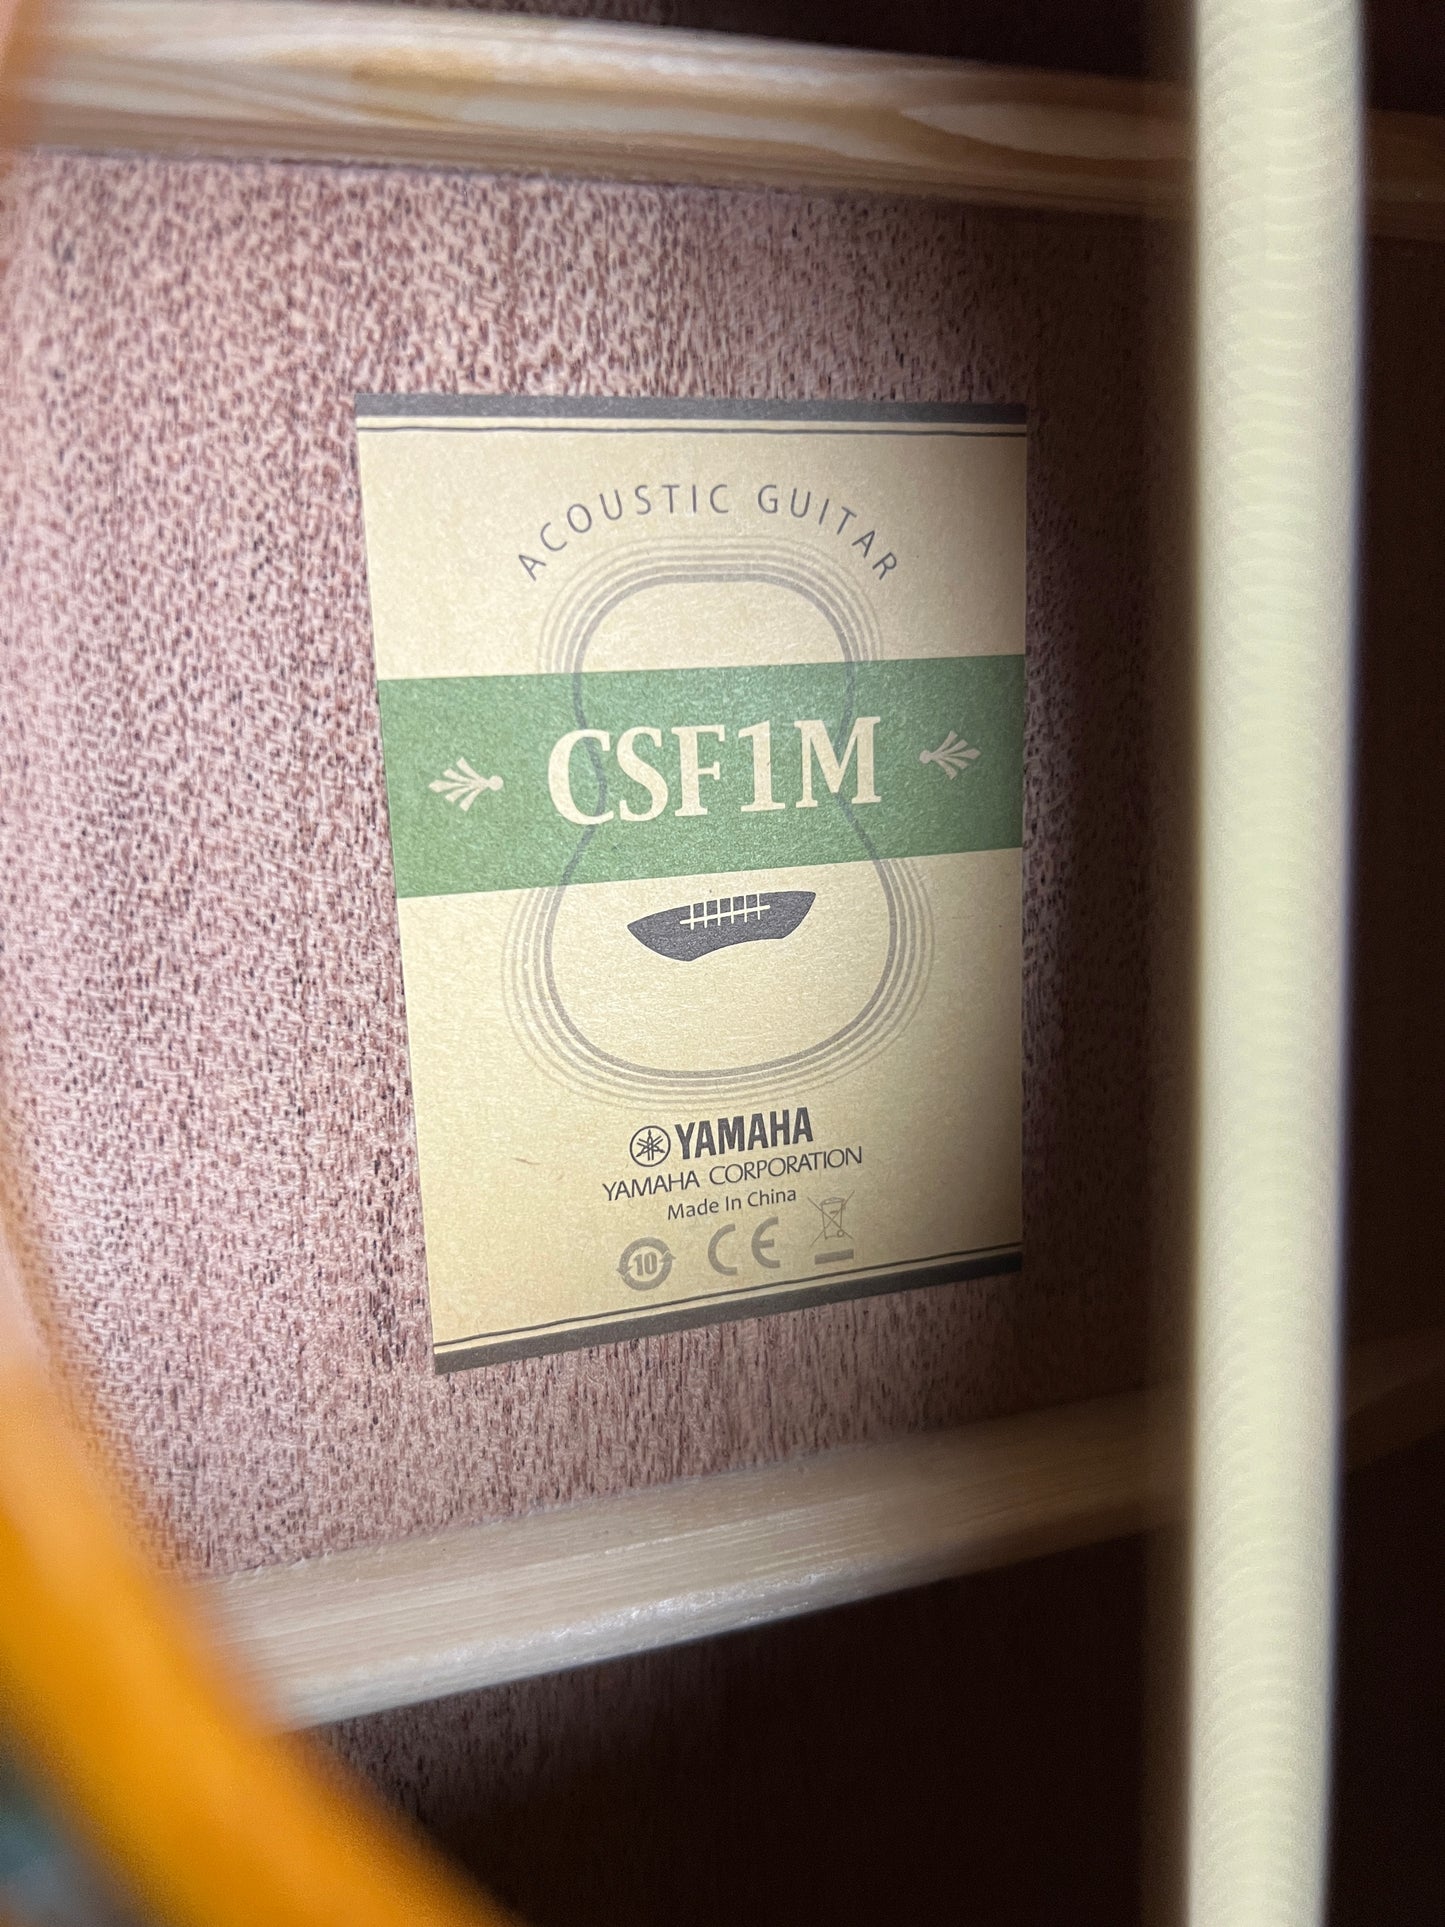 ACOUSTIC GUITAR
CSF1M
YAMAHA
YAMAHA CORPORATION
Made In China
10 CE